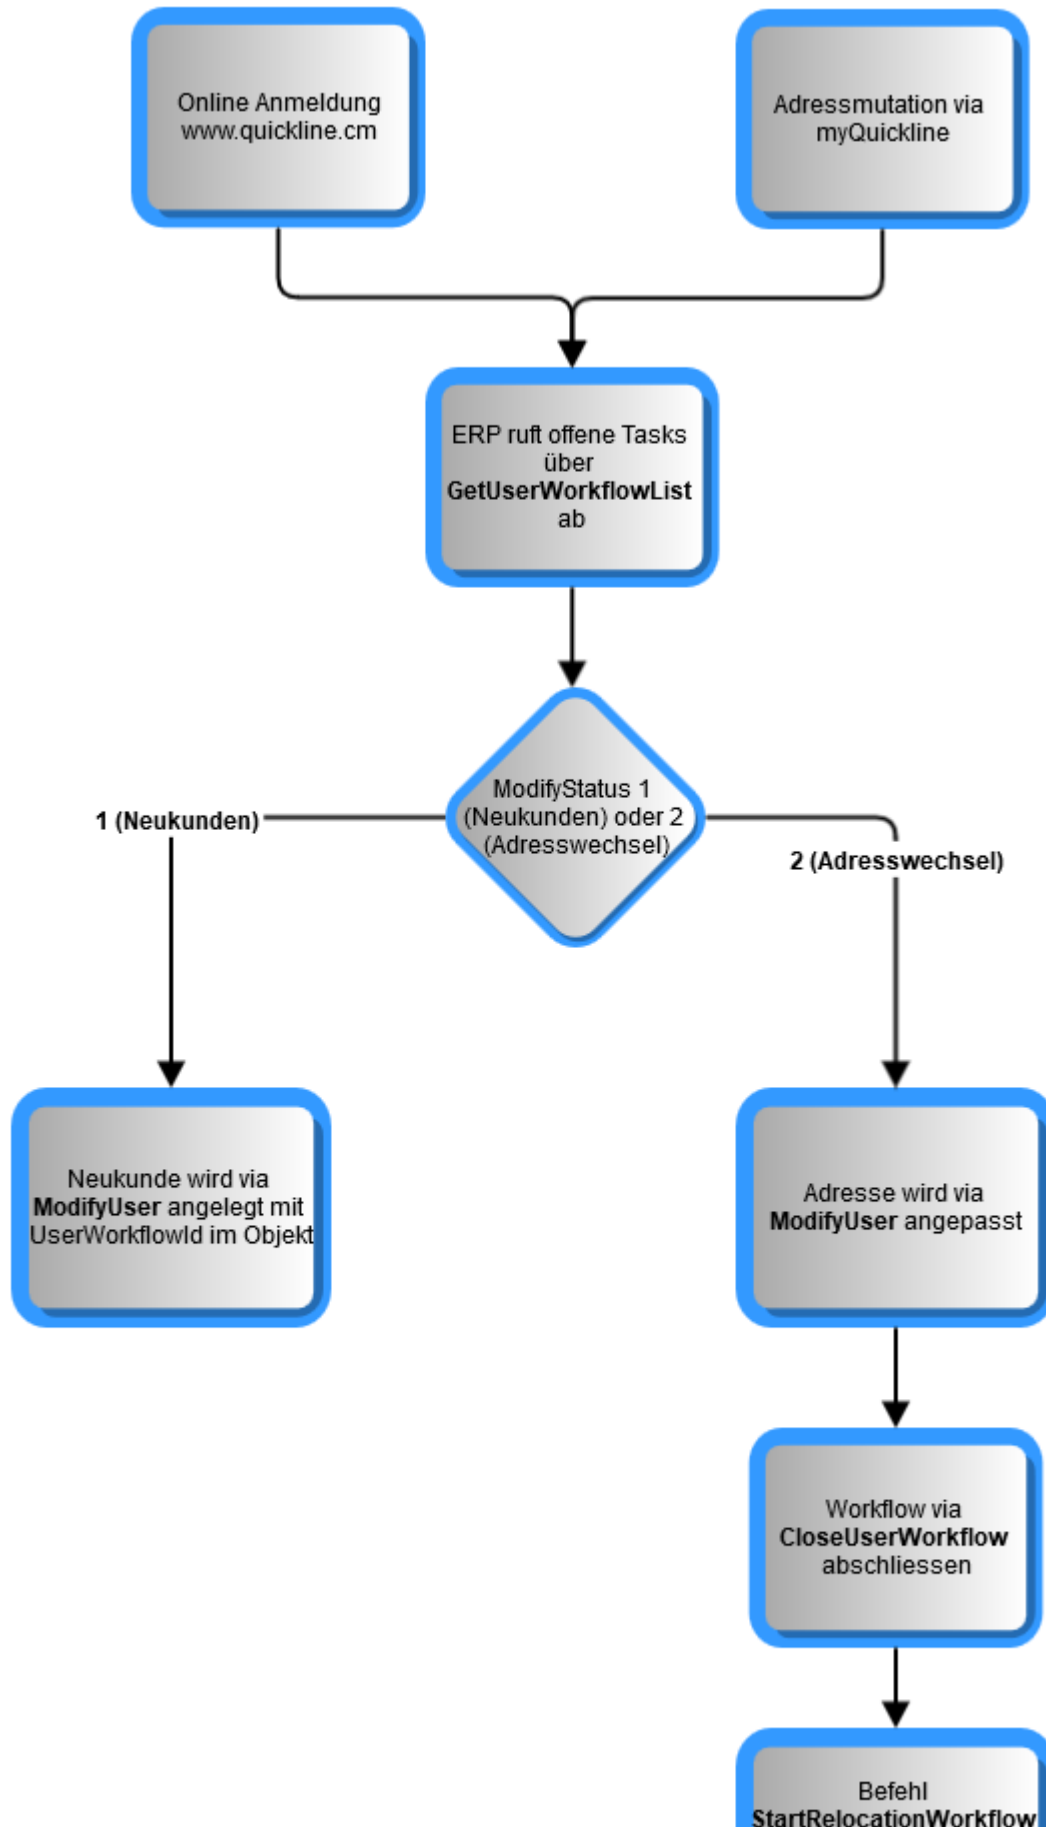 Online Anmeldung
www.quickline.cm
Adressmutation via
myQuickline
ERP ruft offene Tasks
über
GetUserWorkflowList
ab
ModifyStatus 1
(Neukunden) oder 2
(Adresswechsel)
1 (Neukunden)
2 (Adresswechsel)
Neukunde wird via
ModifyUser angelegt mit
UserWorkflowId im Objekt
Adresse wird via
ModifyUser angepasst
Workflow via
CloseUserWorkflow
abschliessen
Befehl
StartRelocationWorkflow